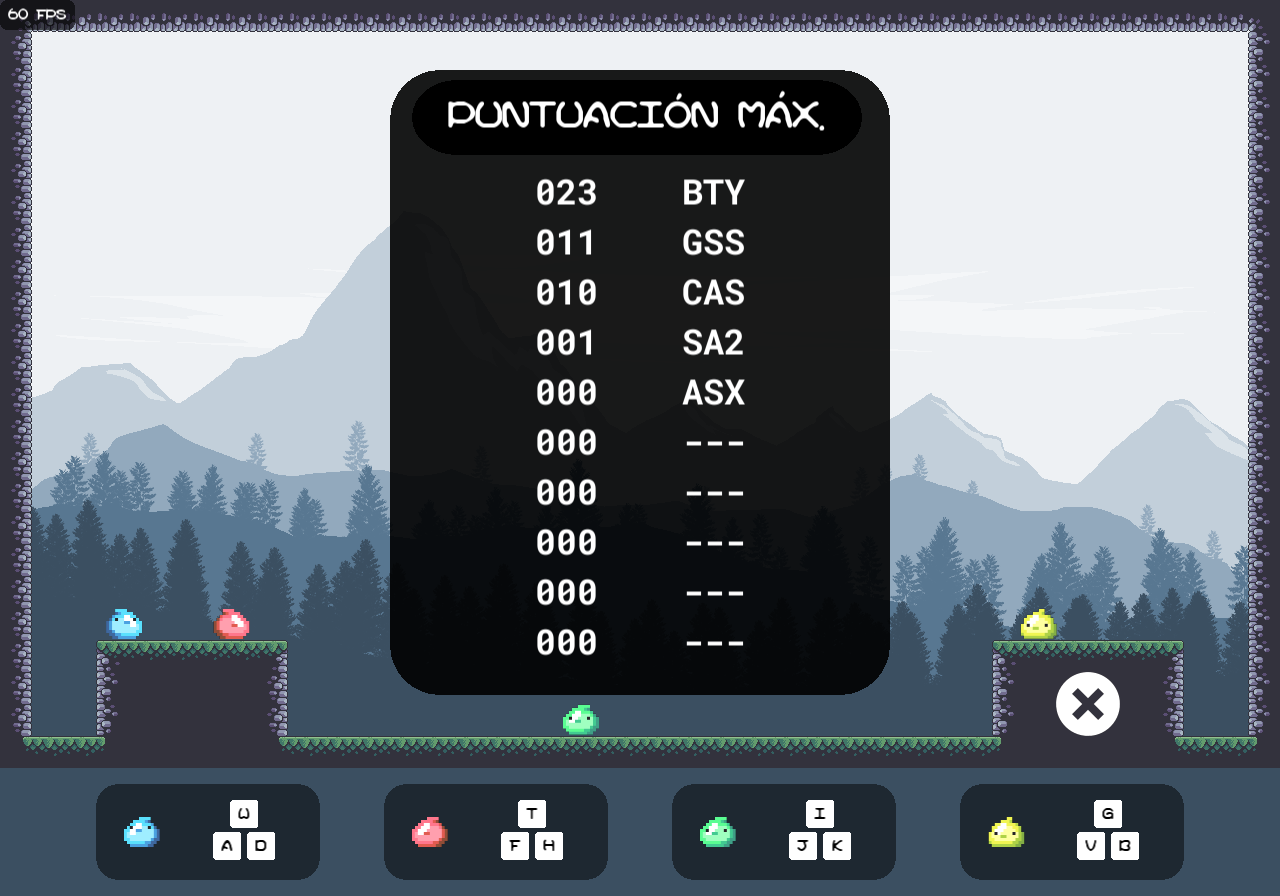 60 FPS
PUNTUACIÓN MÁX.
023 BTY
011 GSS
010 CAS
001 SA2
000 ASX
000 ---
000 ---
000 ---
000 ---
000 ---
W T I G
A D F H J K V B